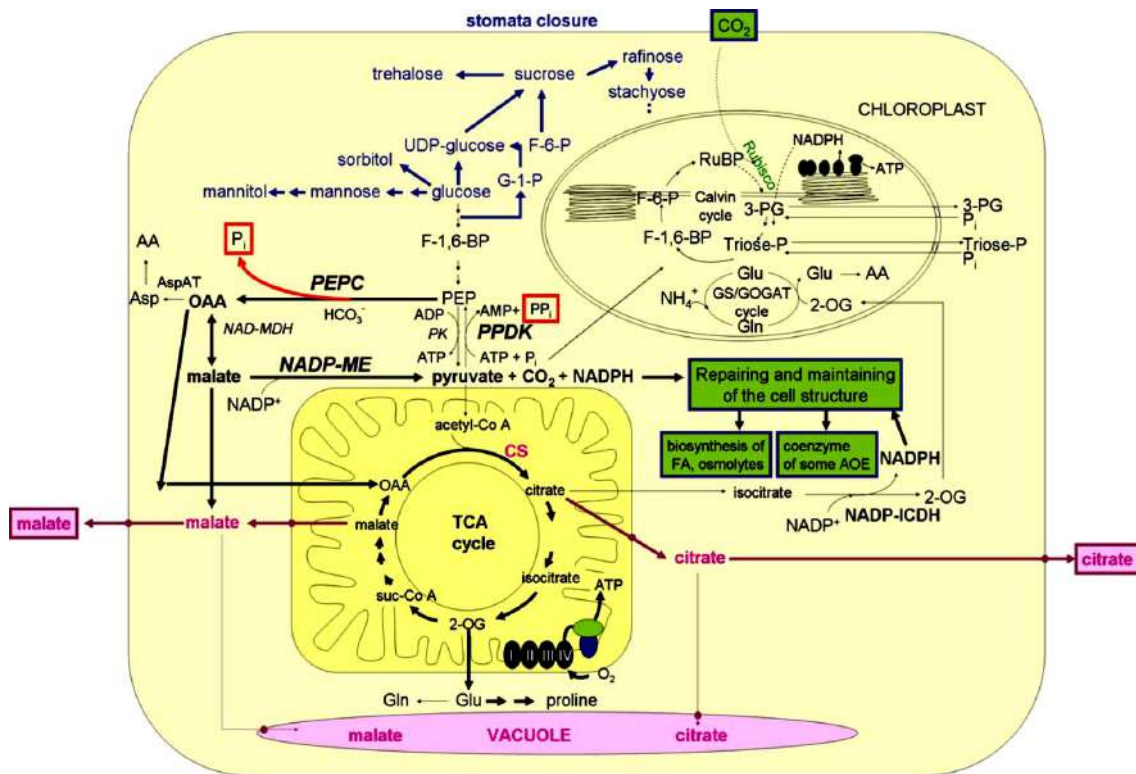 stomata closure
CO2
rafinose
trehalose
sucrose
stachyose
CHLOROPLAST
UDP-glucose
F-6-P
sorbitol
G-1-P
mannitol
mannose
glucose
NADPH
ATP
RuBP
Rubisco
F-6-P
Calvin
cycle
3-PG
3-PG
Pi
F-1,6-BP
Triose-P
Triose-P
Pi
F-1,6-BP
AA
Pi
AspAT
Asp
OAA
PEPC
HCO3-
PEP
ADP
PK
ATP
AMP+
PPi
PPDK
ATP + Pi
Glu
Glu
AA
NH4+
GS/GOGAT
cycle
2-OG
Gln
NAD-MDH
NADP-ME
malate
NADP+
pyruvate + CO2 + NADPH
Repairing and maintaining
of the cell structure
biosynthesis of
FA, osmolytes
coenzyme
of some AOE
NADPH
acetyl-Co A
CS
OAA
citrate
isocitrate
2-OG
NADP+
NADP-ICDH
malate
malate
malate
TCA
cycle
citrate
citrate
isocitrate
ATP
suc-Co A
2-OG
I II III IV
O2
Gln
Glu
proline
malate
VACUOLE
citrate